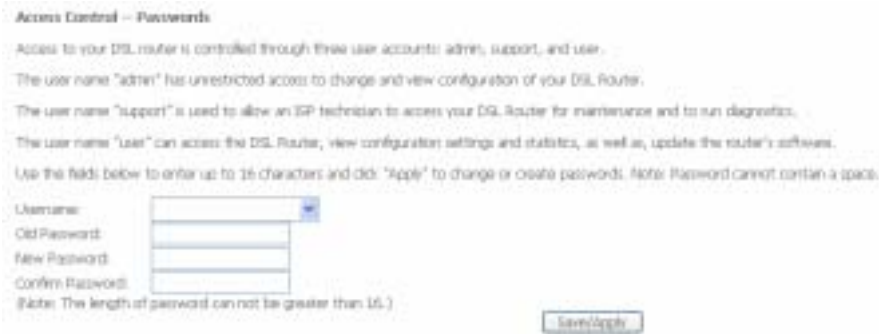 Access Control -- Passwords
Access to your DSL router is controlled through three user accounts: admin, support, and user.
The user name "admin" has unrestricted access to change and view configuration of your DSL Router.
The user name "support" is used to allow an ISP technician to access your DSL Router for maintenance and to run diagnostics.
The user name "user" can access the DSL Router, view configuration settings and statistics, as well as, update the router's software.
Use the fields below to enter up to 16 characters and click "Apply" to change or create passwords. Note: Password cannot contain a space.
Username:
Old Password:
New Password:
Confirm Password:
(Note: The length of password can not be greater than 16.)
Save/Apply